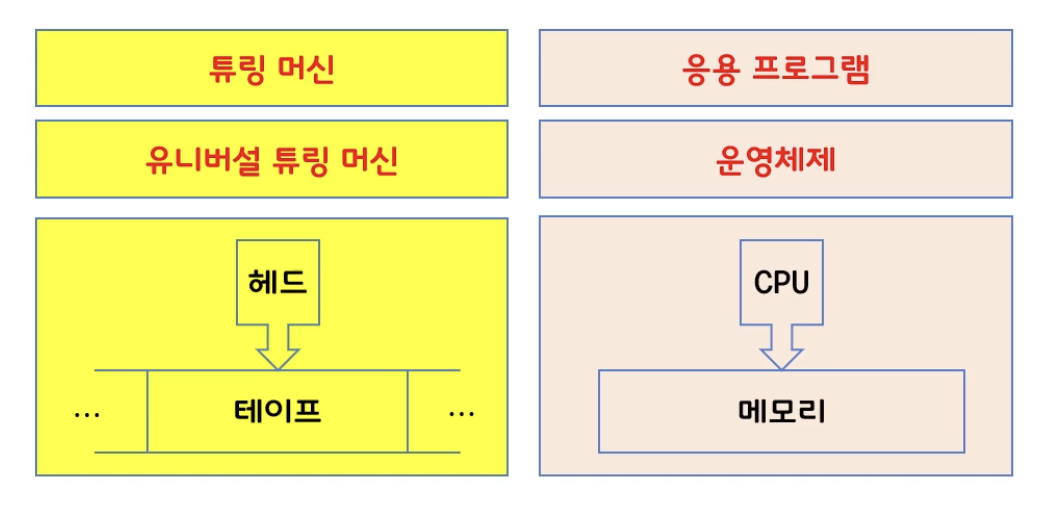 튜링 머신
유니버설 튜링 머신
헤드
... 테이프 ...
응용 프로그램
운영체제
CPU
메모리